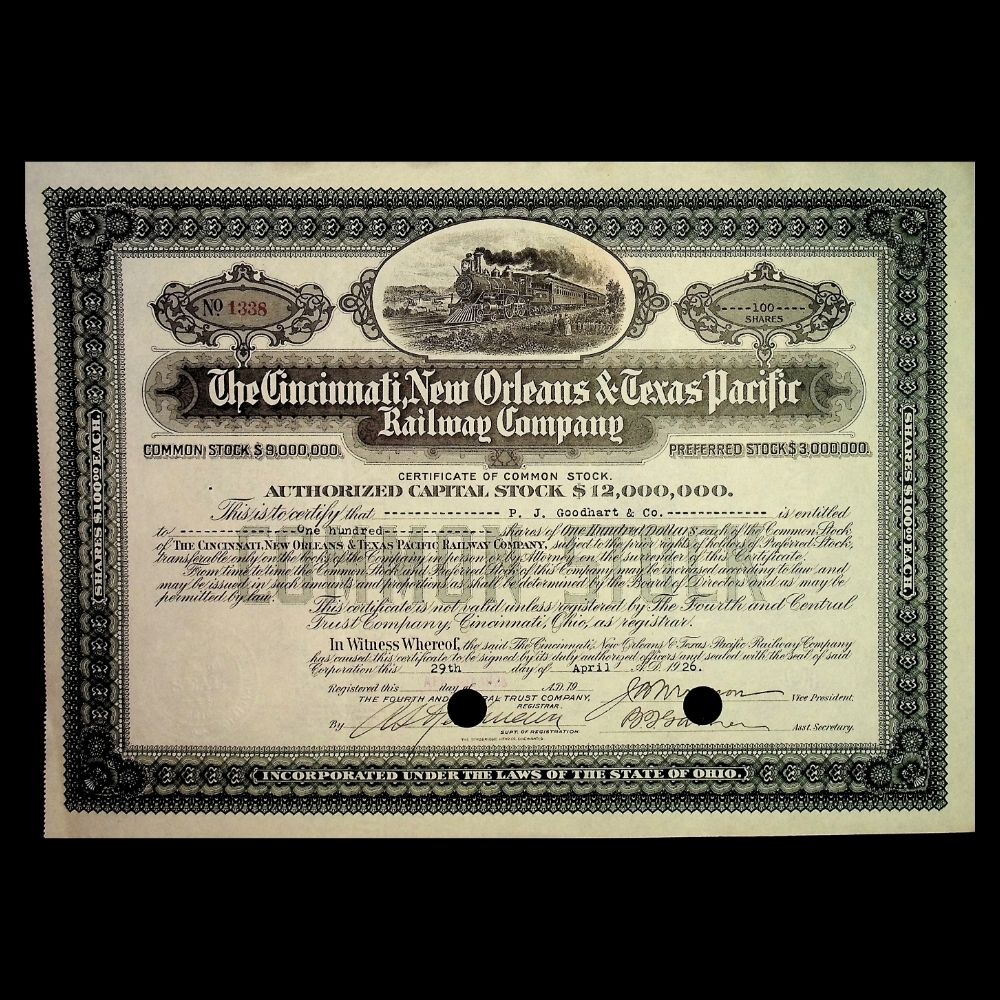 No 1338
---100---
SHARES
The Cincinnati, New Orleans & Texas Pacific
Railway Company
COMMON STOCK $9,000,000.
PREFERRED STOCK $3,000,000.
CERTIFICATE OF COMMON STOCK.
AUTHORIZED CAPITAL STOCK $12,000,000.
This is to certify that P. J. Goodhart & Co. is entitled
to One hundred shares of One Hundred Dollars each of the Common Stock
of THE CINCINNATI, NEW ORLEANS & TEXAS PACIFIC RAILWAY COMPANY, subject to the prior rights of holders of Preferred Stock,
transferable only on the books of the Company in person or by Attorney on the surrender of this Certificate.
From time to time the Common Stock and Preferred Stock of this Company may be increased according to law and
may be issued in such amounts and proportions as shall be determined by the Board of Directors and as may be
permitted by law.
COMMON STOCK
This certificate is not valid unless registered by The Fourth and Central
Trust Company, Cincinnati, Ohio, as registrar.
In Witness Whereof, the said The Cincinnati, New Orleans & Texas Pacific Railway Company
has caused this certificate to be signed by its duly authorized officers and sealed with the seal of said
Corporation this 29th day of April A.D. 1926.
Registered this day of A.D. 19
THE FOURTH AND TRUST COMPANY,
REGISTRAR.
Vice President.
By
SUPT. OF REGISTRATION
Asst. Secretary.
SHARES $100.00 EACH
SHARES $100.00 EACH
INCORPORATED UNDER THE LAWS OF THE STATE OF OHIO.